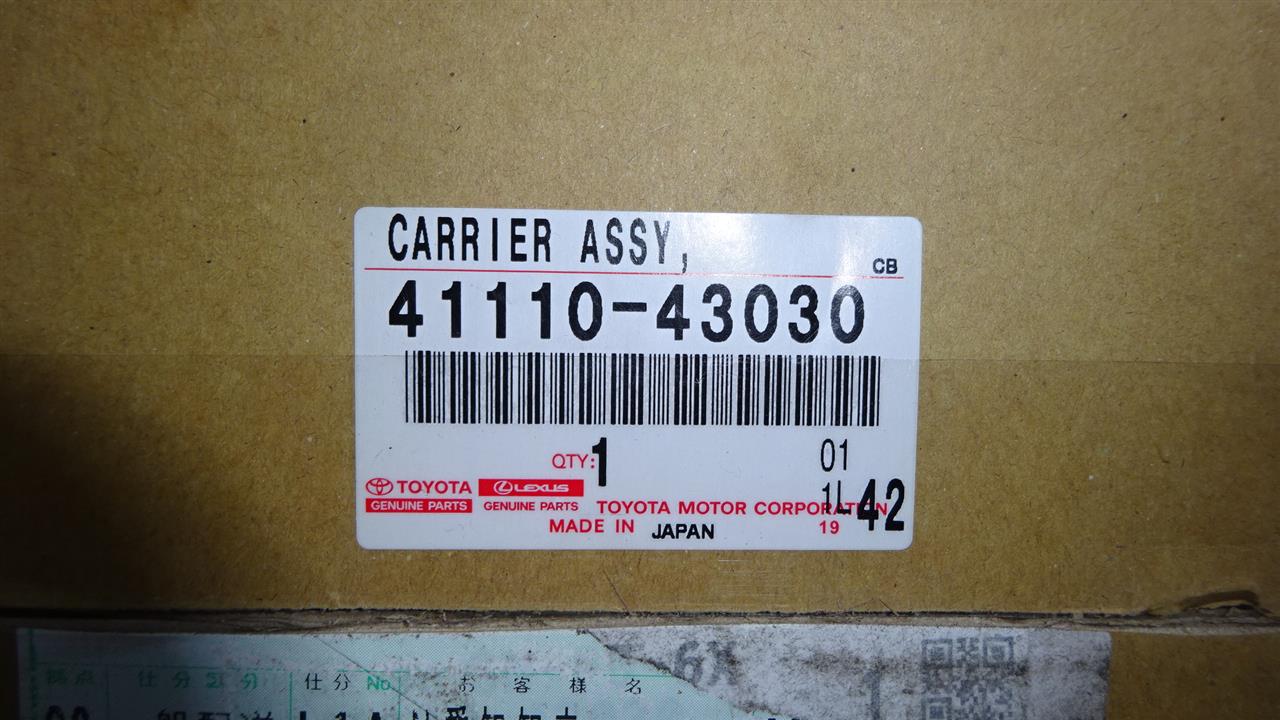 CARRIER ASSY,
CB
41110-43030
QTY:1
01
TOYOTA LEXUS
1L-42
GENUINE PARTS GENUINE PARTS TOYOTA MOTOR CORPORATION
MADE IN JAPAN 19
6X
仕分区分 仕分No. お客様名